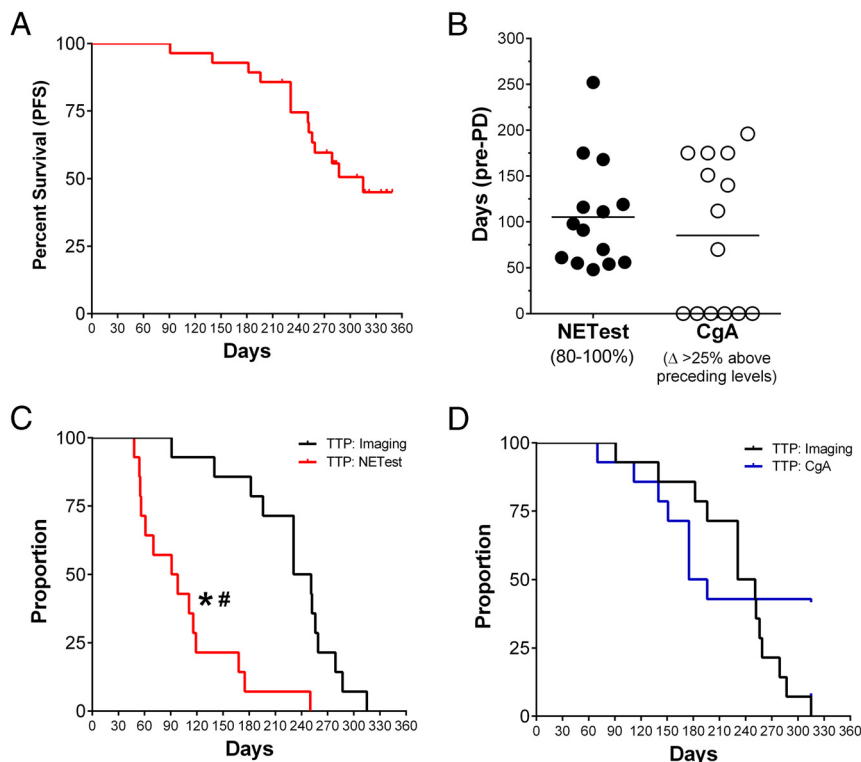 A
100
75
50
25
0
Percent Survival (PFS)
0 30 60 90 120 150 180 210 240 270 300 330 360
Days
B
300
250
200
150
100
50
0
Days (pre-PD)
NETest
(80-100%)
CgA
(Δ >25% above
preceding levels)
C
100
75
50
25
0
Proportion
TTP: Imaging
TTP: NETest
*#
0 30 60 90 120 150 180 210 240 270 300 330 360
Days
D
100
75
50
25
0
Proportion
TTP: Imaging
TTP: CgA
0 30 60 90 120 150 180 210 240 270 300 330 360
Days